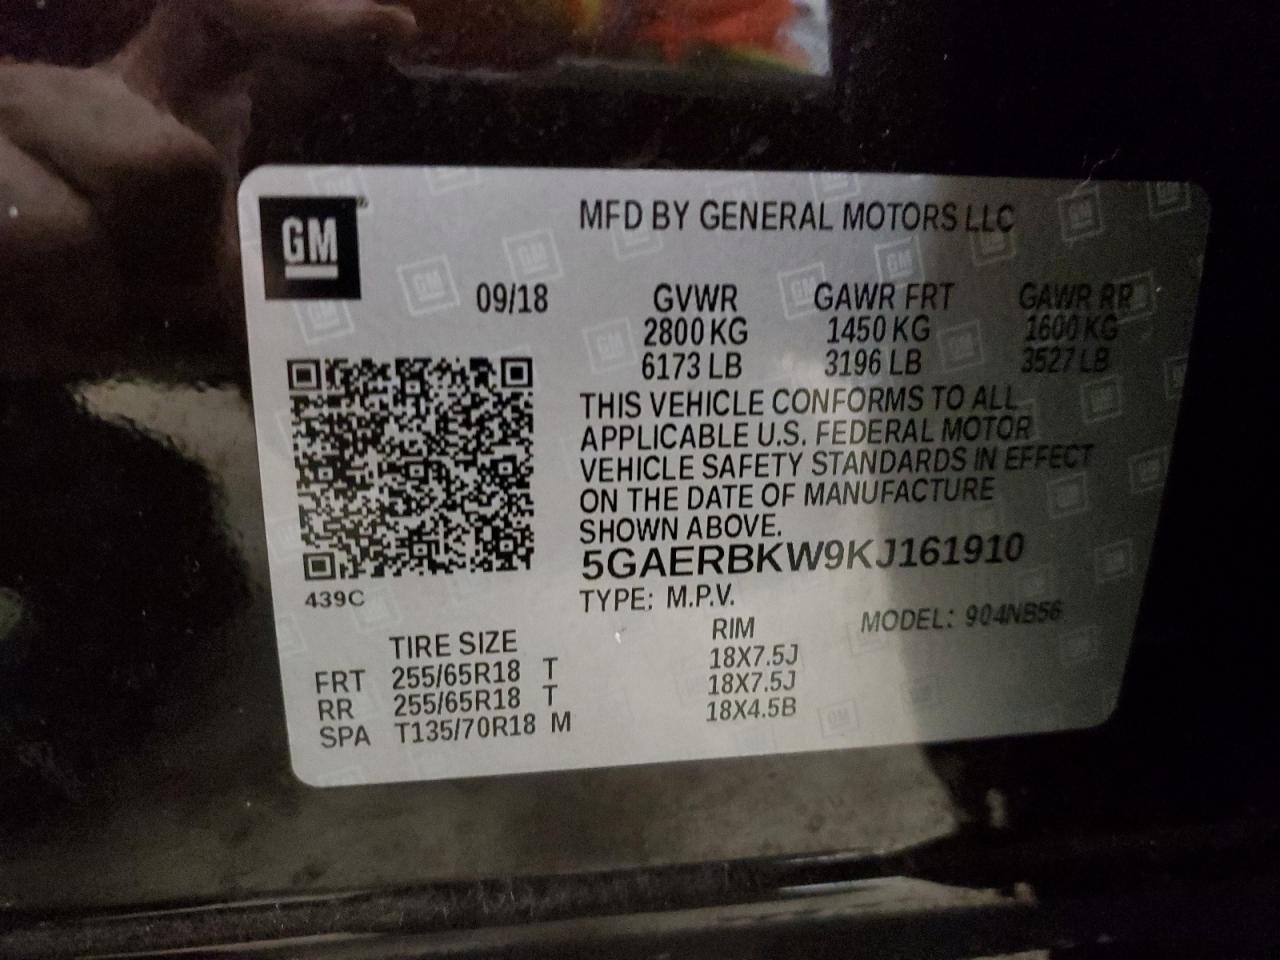 GM
MFD BY GENERAL MOTORS LLC
09/18 GVWR GAWR FRT GAWR RR
2800 KG 1450 KG 1600 KG
6173 LB 3196 LB 3527 LB
THIS VEHICLE CONFORMS TO ALL
APPLICABLE U.S. FEDERAL MOTOR
VEHICLE SAFETY STANDARDS IN EFFECT
ON THE DATE OF MANUFACTURE
SHOWN ABOVE.
5GAERBKW9KJ161910
439C
TYPE: M.P.V.
MODEL: 904NB56
TIRE SIZE RIM
FRT 255/65R18 T 18X7.5J
RR 255/65R18 T 18X7.5J
SPA T135/70R18 M 18X4.5B